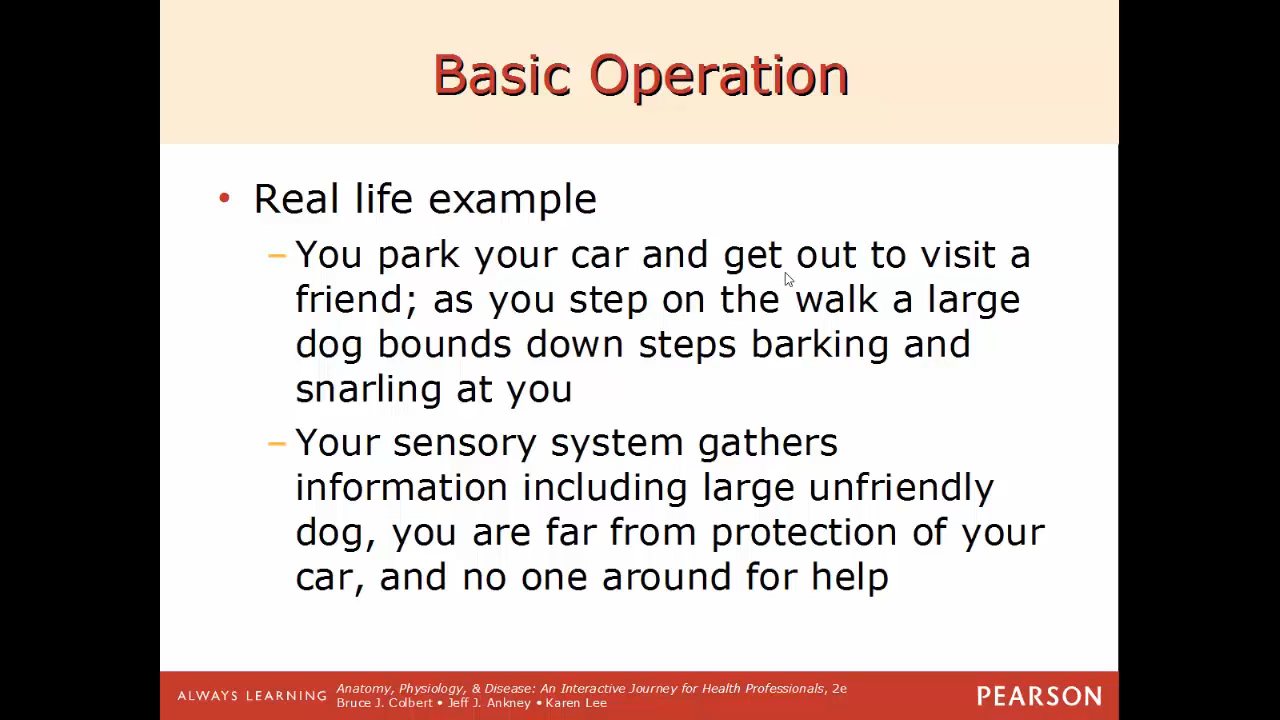 Basic Operation
• Real life example
– You park your car and get out to visit a
friend; as you step on the walk a large
dog bounds down steps barking and
snarling at you
– Your sensory system gathers
information including large unfriendly
dog, you are far from protection of your
car, and no one around for help
ALWAYS LEARNING
Anatomy, Physiology, & Disease: An Interactive Journey for Health Professionals, 2e
Bruce J. Colbert • Jeff J. Ankney • Karen Lee
PEARSON